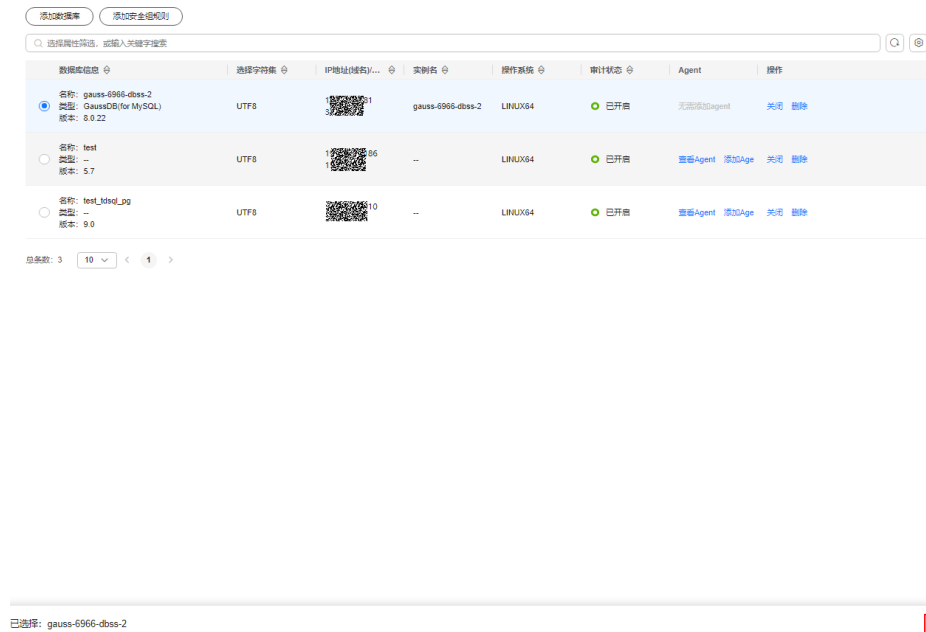 添加数据库 添加安全组规则
选择属性筛选，或输入关键字搜索
数据库信息 选择字符集 IP地址(域名)/... 实例名 操作系统 审计状态 Agent 操作
名称： gauss-6966-dbss-2
类型： GaussDB(for MySQL)
版本： 8.0.22
UTF8
gauss-6966-dbss-2 LINUX64 已开启 无需添加agent 关闭 删除
名称： test
类型： --
版本： 5.7
UTF8
-- LINUX64 已开启 查看Agent 添加Age 关闭 删除
名称： test_tdsql_pg
类型： --
版本： 9.0
UTF8
-- LINUX64 已开启 查看Agent 添加Age 关闭 删除
总条数： 3 10 1
已选择： gauss-6966-dbss-2